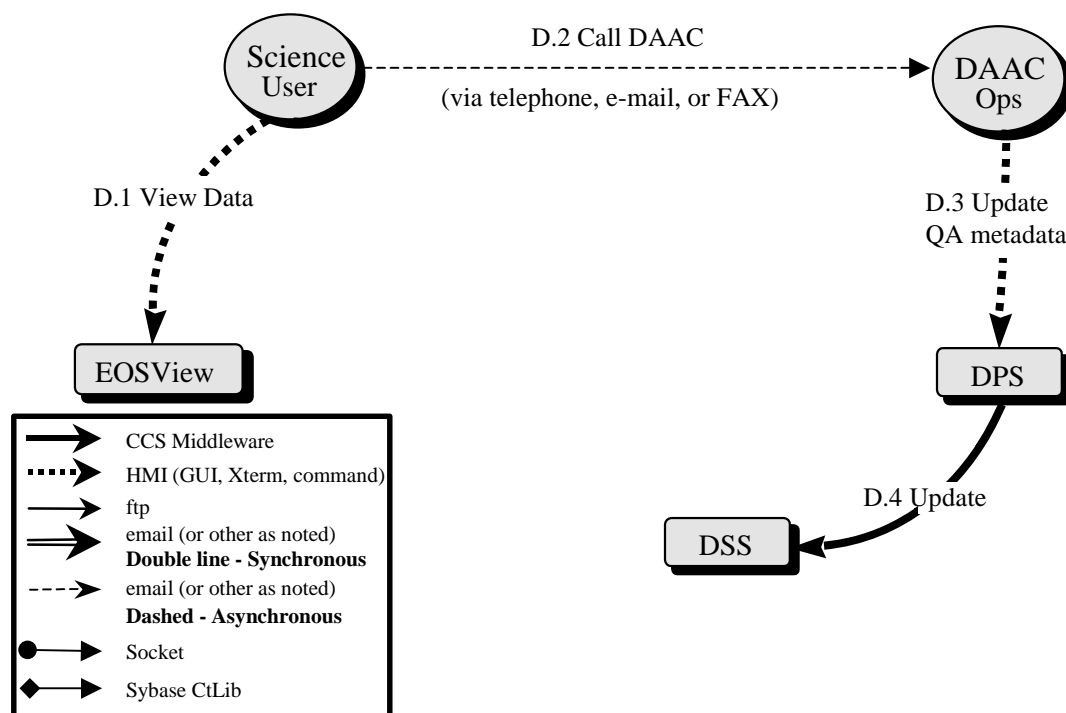 Science
User
D.2 Call DAAC
(via telephone, e-mail, or FAX)
DAAC
Ops
D.1 View Data
D.3 Update
QA metadata
EOSView
DPS
CCS Middleware
HMI (GUI, Xterm, command)
ftp
email (or other as noted)
Double line - Synchronous
email (or other as noted)
Dashed - Asynchronous
Socket
Sybase CtLib
D.4 Update
DSS